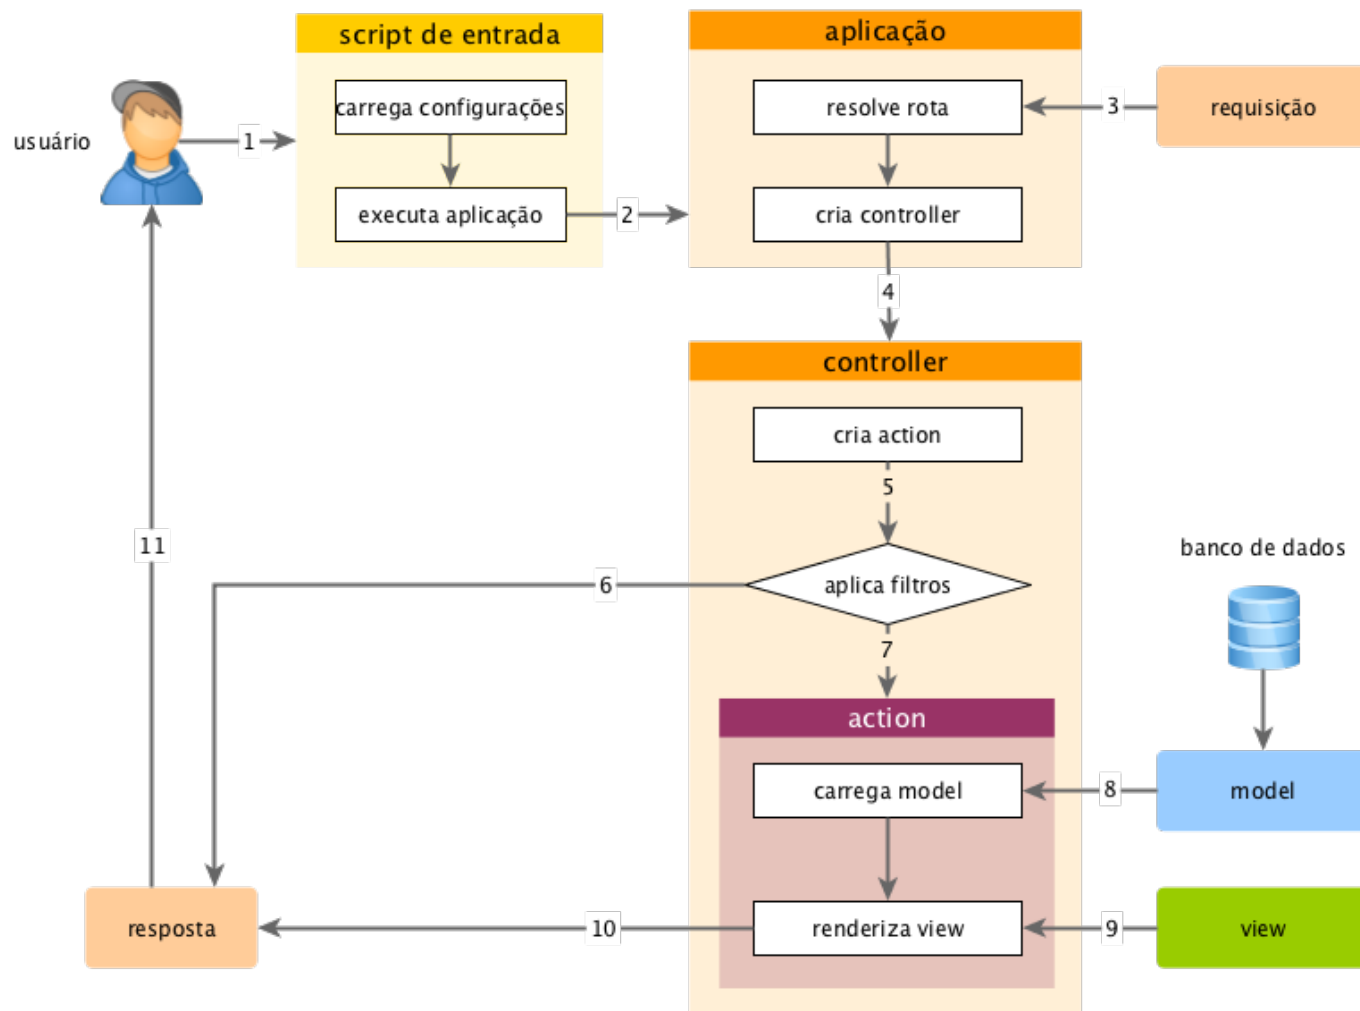 script de entrada
aplicação
carrega configurações
resolve rota
3
requisição
usuário
1
executa aplicação
2
cria controller
4
controller
cria action
5
11
banco de dados
6
aplica filtros
7
action
carrega model
8
model
resposta
10
renderiza view
9
view